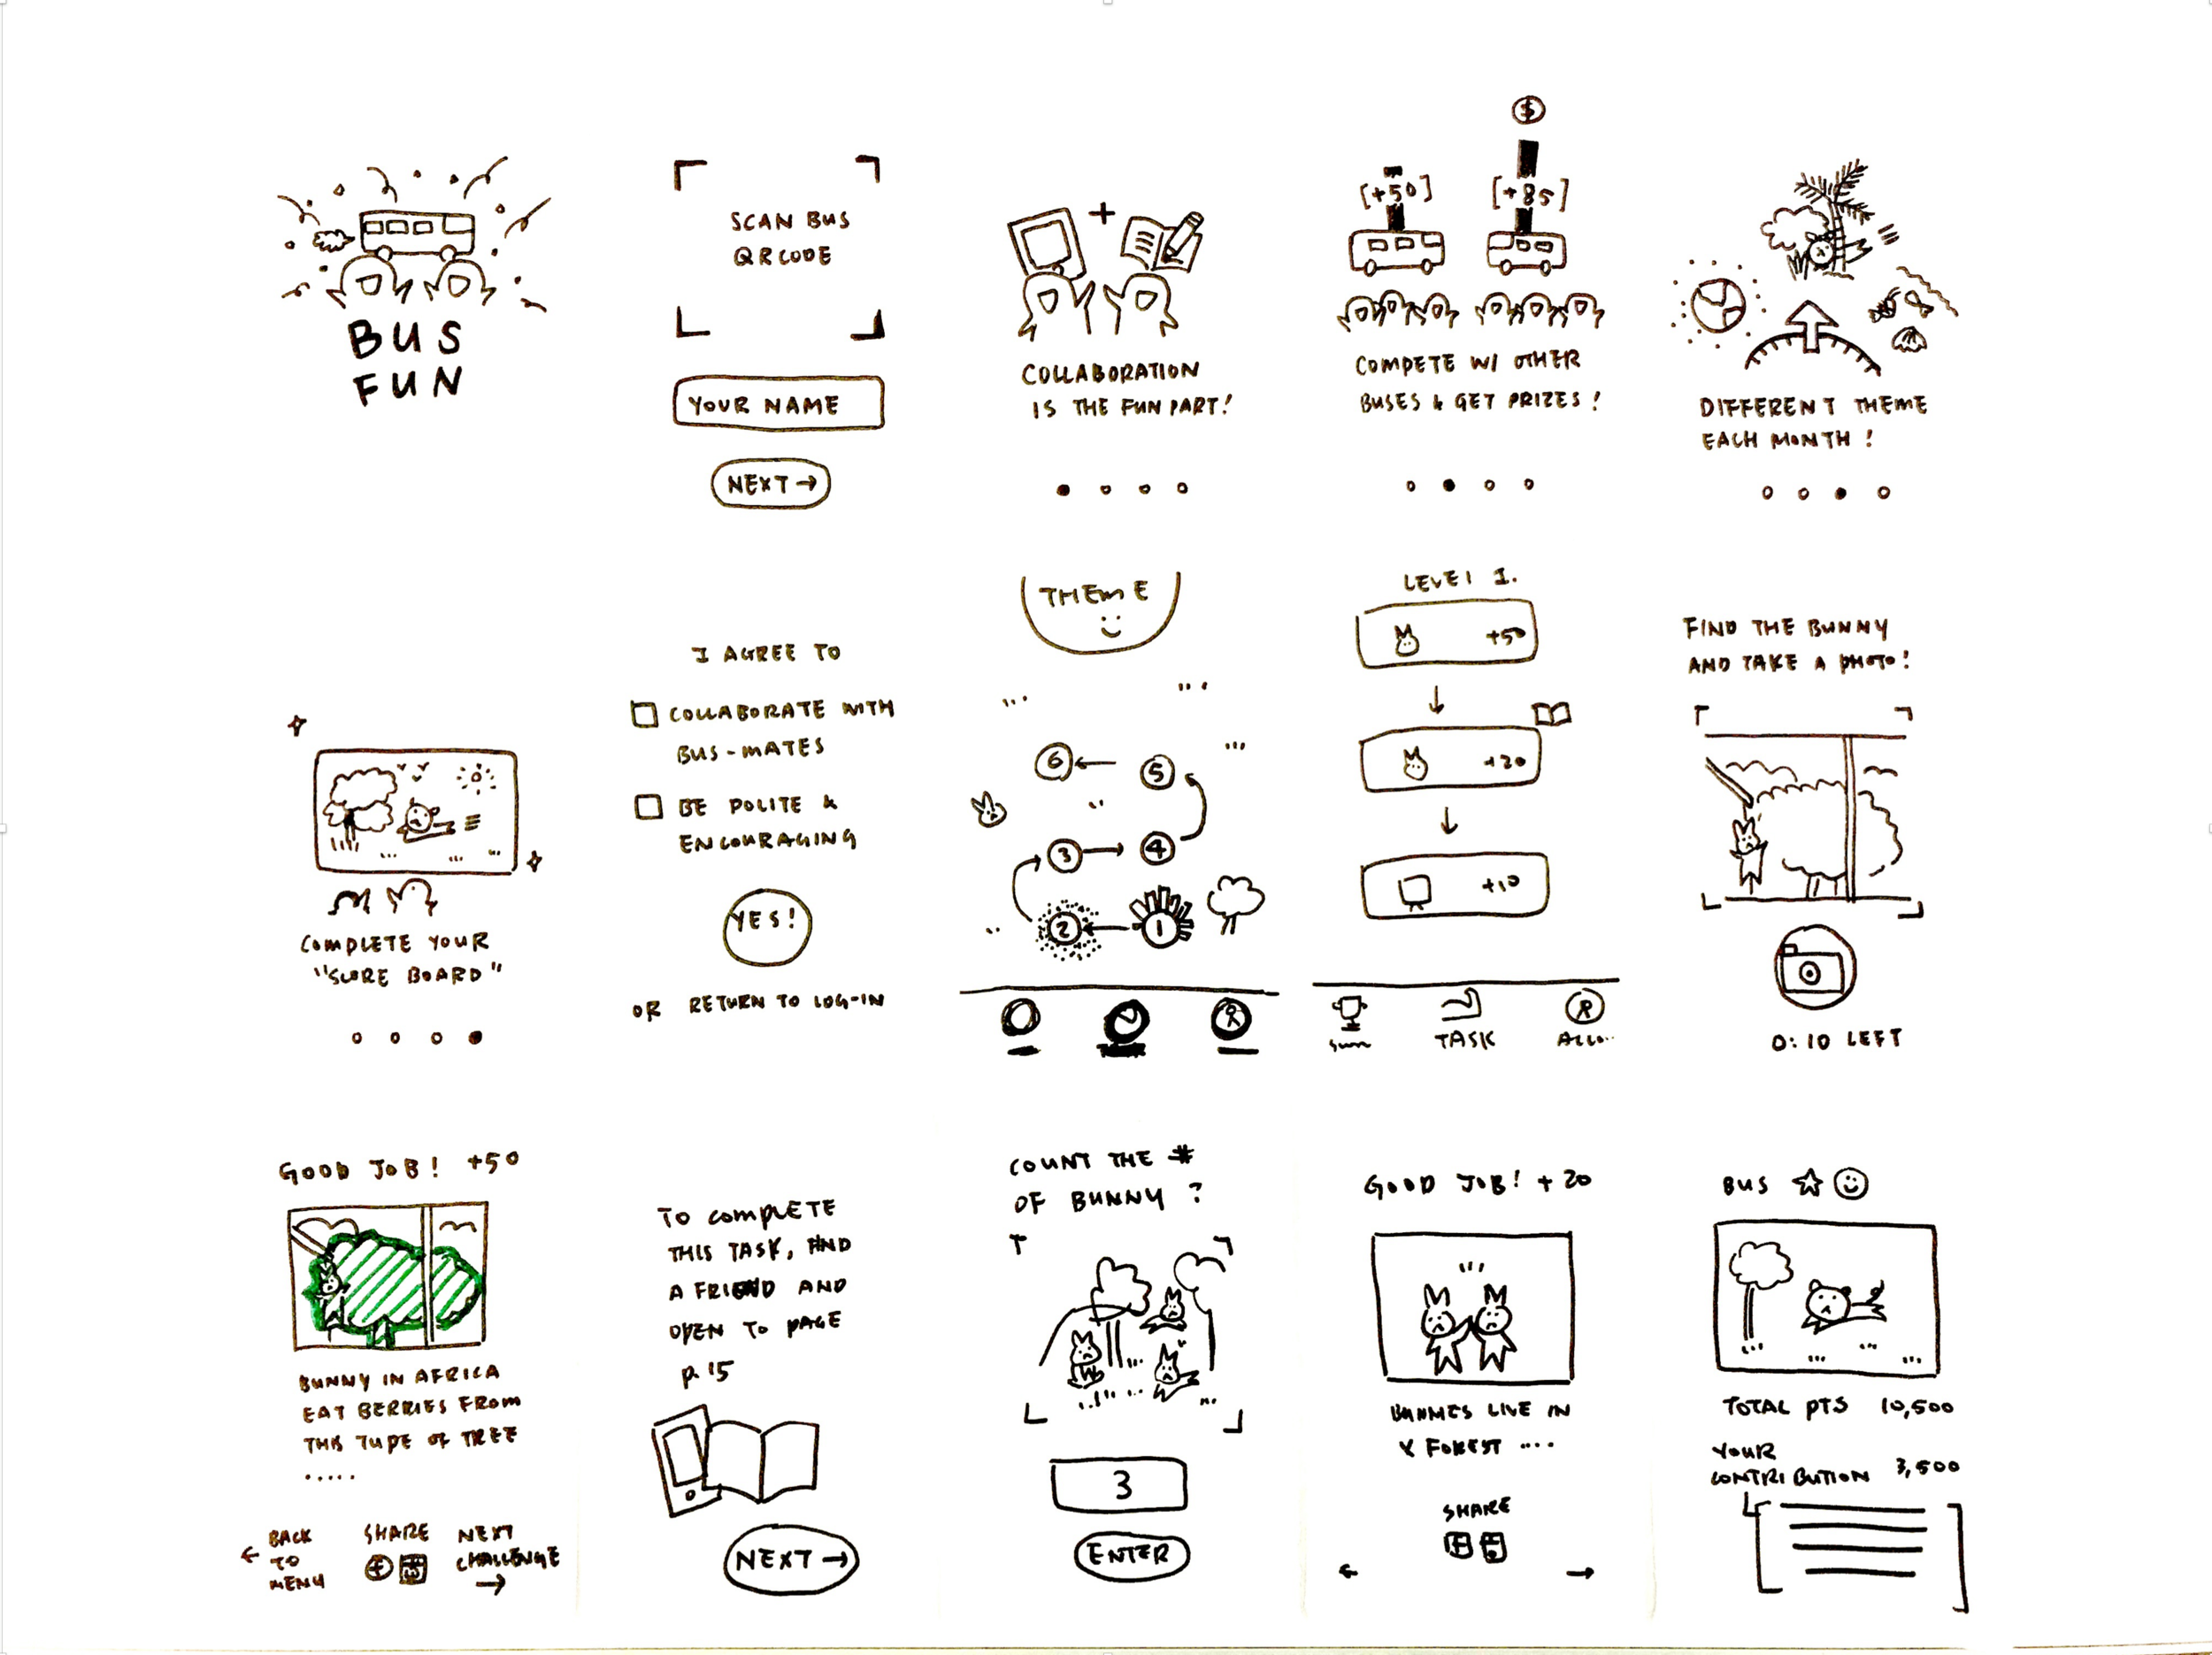 BUS
FUN
SCAN BUS
QR CODE
YOUR NAME
NEXT →
+
COLLABORATION
IS THE FUN PART!
$
[+50]
[+85]
COMPETE W/ OTHER
BUSES & GET PRIZES!
DIFFERENT THEME
EACH MONTH!
COMPLETE YOUR
"SCORE BOARD"
I AGREE TO
COLLABORATE WITH
BUS-MATES
BE POLITE &
ENCOURAGING
YES!
OR RETURN TO LOG-IN
THEME
6 ← 5
3 → 4
2 ← 1
LEVEL 1.
+50
+20
+10
TASK
ACCO..
FIND THE BUNNY
AND TAKE A PHOTO!
0:10 LEFT
GOOD JOB! +50
BUNNY IN AFRICA
EAT BERRIES FROM
THIS TYPE OF TREE
.....
← BACK
TO
MENU
SHARE
NEXT
CHALLENGE
→
TO COMPLETE
THIS TASK, FIND
A FRIEND AND
OPEN TO PAGE
p. 15
NEXT →
COUNT THE #
OF BUNNY ?
3
ENTER
GOOD JOB! + 20
BUNNIES LIVE IN
X FOREST ....
SHARE
← →
BUS
TOTAL PTS 10,500
YOUR
CONTRIBUTION 3,500